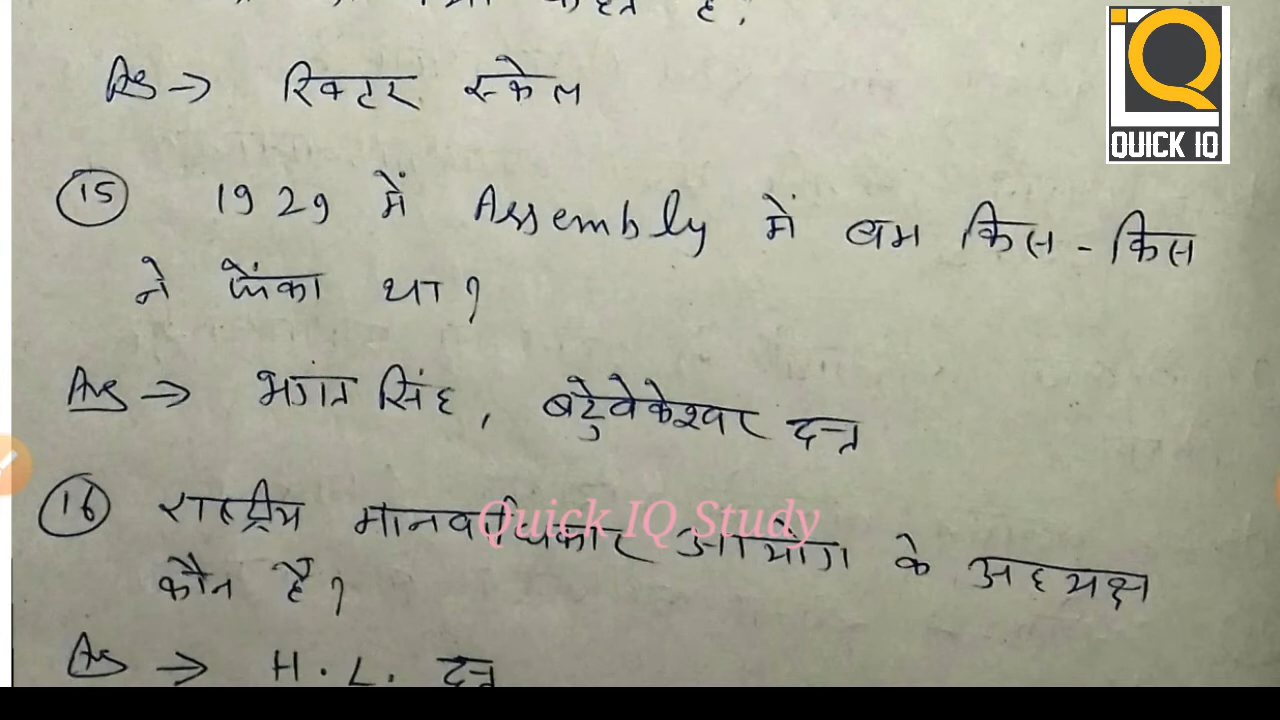 है?
Ans → रिक्टर स्केल
QUICK IQ
15 1929 में Assembly में बम किस-किस
ने फेंका था?
Ans → भगत सिंह, बटुेवेकेश्वर दत्त
16 राष्ट्रीय मानवाधिकार आयोग के अध्यक्ष
Quick IQ Study
कौन है?
Ans → H.L. दत्त